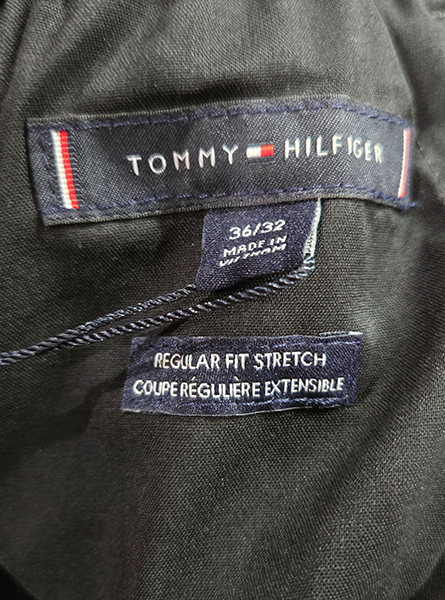 TOMMY HILFIGER
36/32
MADE IN
VIETNAM
REGULAR FIT STRETCH
COUPE RÉGULIÈRE EXTENSIBLE